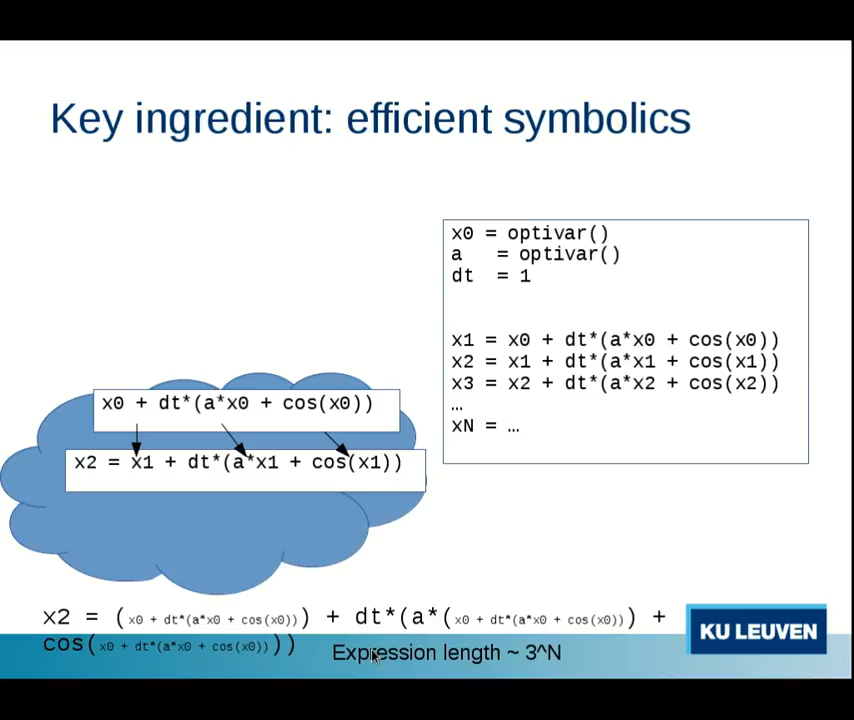 Key ingredient: efficient symbolics
x0 = optivar()
a = optivar()
dt = 1
x1 = x0 + dt*(a*x0 + cos(x0))
x2 = x1 + dt*(a*x1 + cos(x1))
x3 = x2 + dt*(a*x2 + cos(x2))
…
xN = …
x0 + dt*(a*x0 + cos(x0))
x2 = x1 + dt*(a*x1 + cos(x1))
x2 = (x0 + dt*(a*x0 + cos(x0))) + dt*(a*(x0 + dt*(a*x0 + cos(x0))) +
cos(x0 + dt*(a*x0 + cos(x0))))
Expression length ~ 3^N
KU LEUVEN